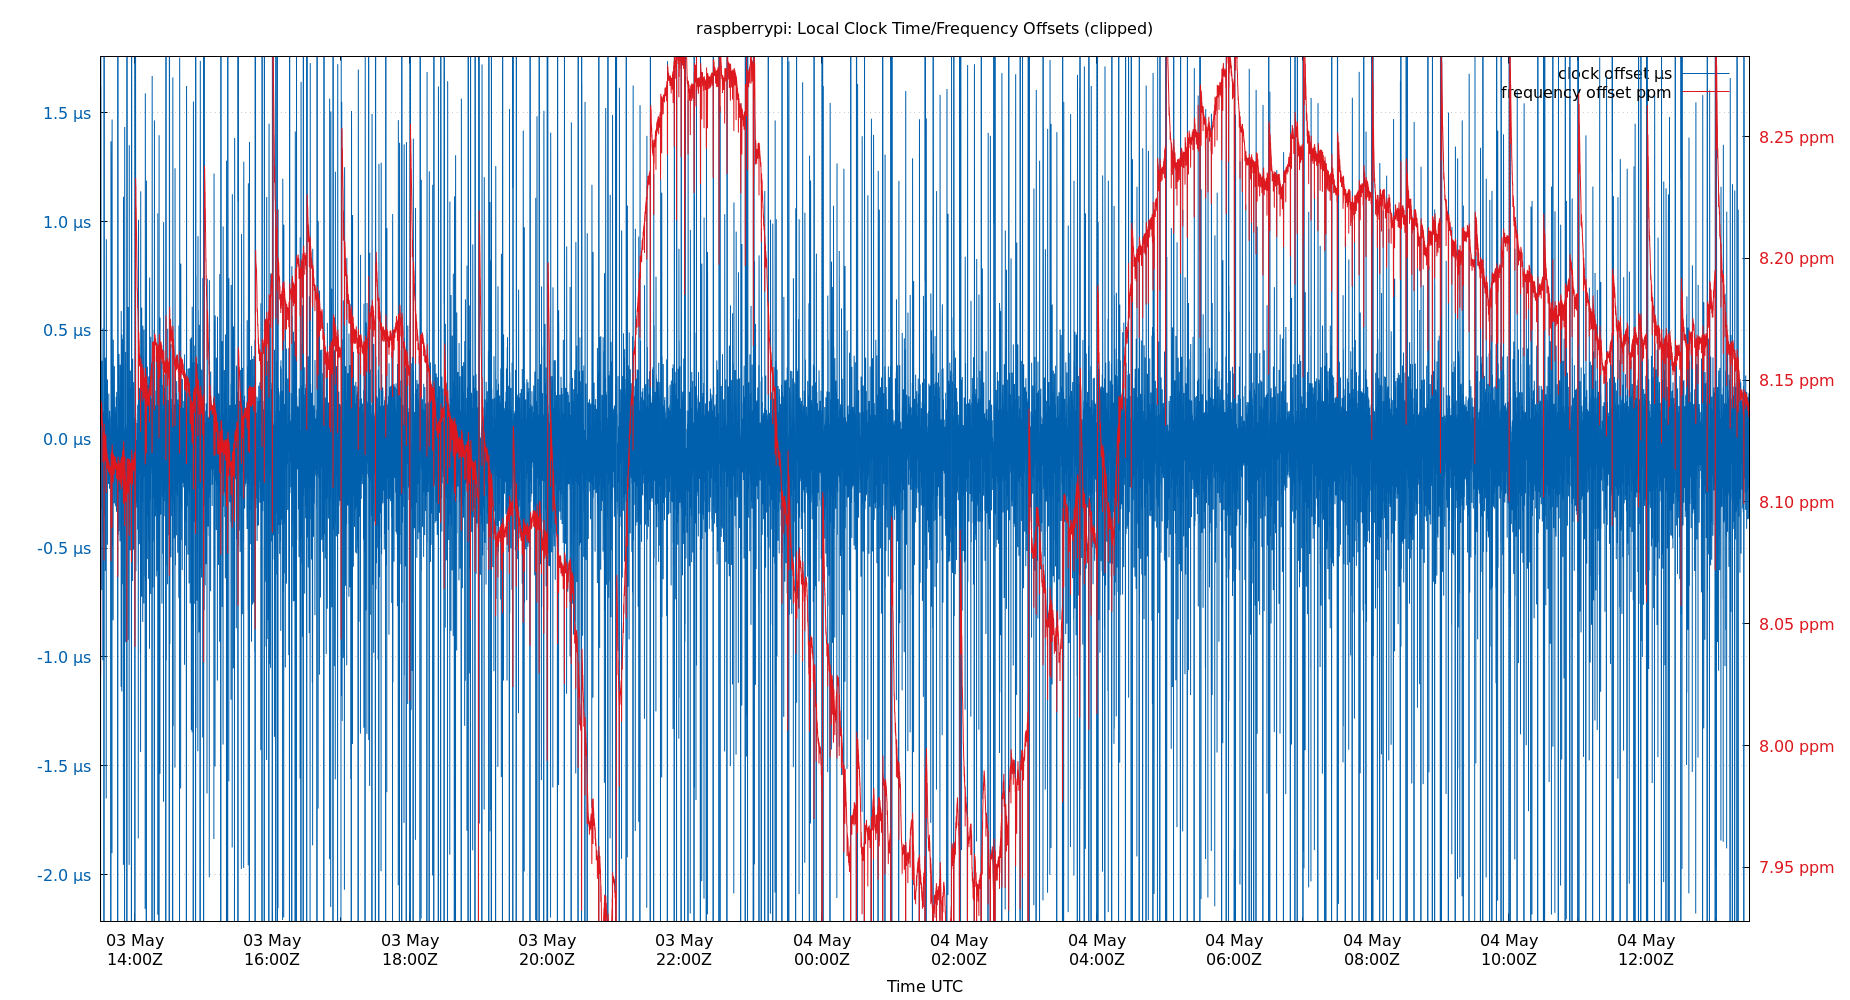 raspberrypi: Local Clock Time/Frequency Offsets (clipped)
clock offset µs
frequency offset ppm
1.5 µs
1.0 µs
0.5 µs
0.0 µs
-0.5 µs
-1.0 µs
-1.5 µs
-2.0 µs
8.25 ppm
8.20 ppm
8.15 ppm
8.10 ppm
8.05 ppm
8.00 ppm
7.95 ppm
03 May 03 May 03 May 03 May 03 May 04 May 04 May 04 May 04 May 04 May 04 May 04 May
14:00Z 16:00Z 18:00Z 20:00Z 22:00Z 00:00Z 02:00Z 04:00Z 06:00Z 08:00Z 10:00Z 12:00Z
Time UTC